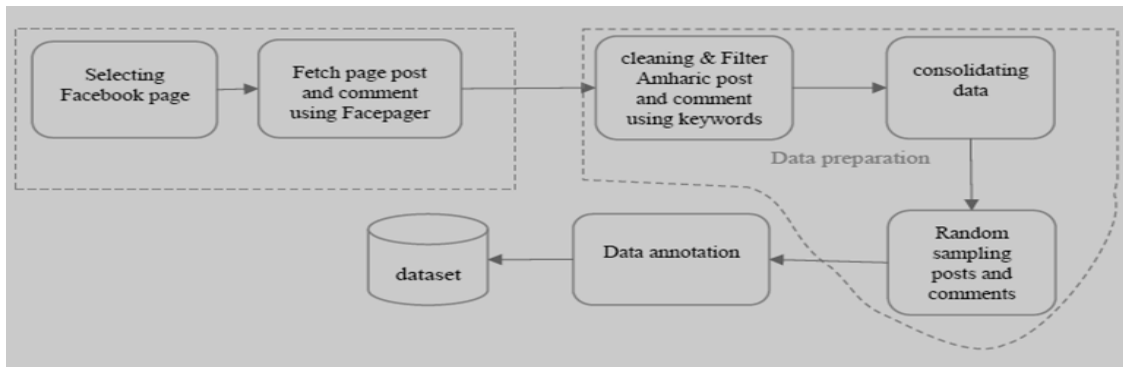 Selecting
Facebook page
Fetch page post
and comment
using Facepager
cleaning & Filter
Amharic post
and comment
using keywords
consolidating
data
Data preparation
Random
sampling
posts and
comments
Data annotation
dataset